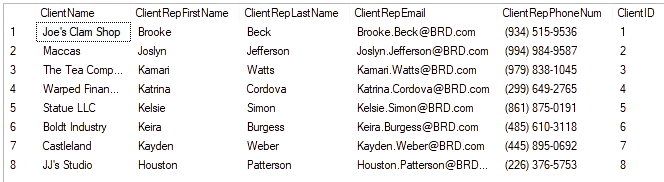 ClientName ClientRepFirstName ClientRepLastName ClientRepEmail ClientRepPhoneNum ClientID
1 Joe's Clam Shop Brooke Beck Brooke.Beck@BRD.com (934) 515-9536 1
2 Maccas Joslyn Jefferson Joslyn.Jefferson@BRD.com (994) 984-9587 2
3 The Tea Comp... Kamari Watts Kamari.Watts@BRD.com (979) 838-1045 3
4 Warped Finan... Katrina Cordova Katrina.Cordova@BRD.com (299) 649-2765 4
5 Statue LLC Kelsie Simon Kelsie.Simon@BRD.com (861) 875-0191 5
6 Boldt Industry Keira Burgess Keira.Burgess@BRD.com (485) 610-3118 6
7 Castleland Kayden Weber Kayden.Weber@BRD.com (445) 895-0692 7
8 JJ's Studio Houston Patterson Houston.Patterson@BRD... (226) 376-5753 8